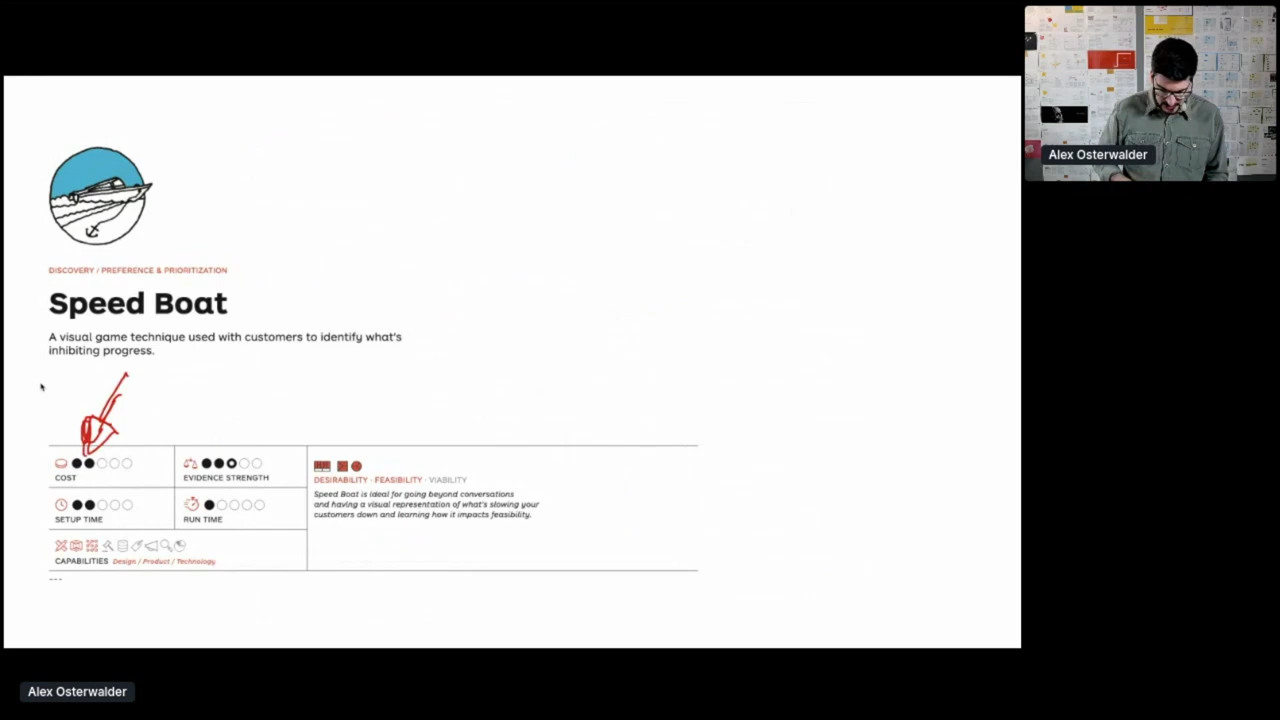 Alex Osterwalder
DISCOVERY / PREFERENCE & PRIORITIZATION
Speed Boat
A visual game technique used with customers to identify what's
inhibiting progress.
COST
EVIDENCE STRENGTH
SETUP TIME
RUN TIME
CAPABILITIES Design / Product / Technology
DESIRABILITY · FEASIBILITY · VIABILITY
Speed Boat is ideal for going beyond conversations
and having a visual representation of what's slowing your
customers down and learning how it impacts feasibility.
---
Alex Osterwalder